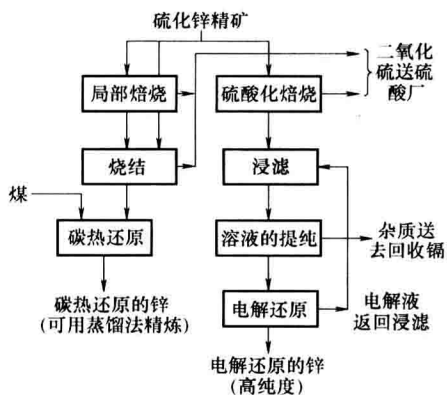 硫化锌精矿
二氧化
硫送硫
酸厂
局部焙烧
硫酸化焙烧
烧结
浸滤
煤
碳热还原
溶液的提纯
杂质送
去回收镉
碳热还原的锌
(可用蒸馏法精炼)
电解还原
电解液
返回浸滤
电解还原的锌
(高纯度)